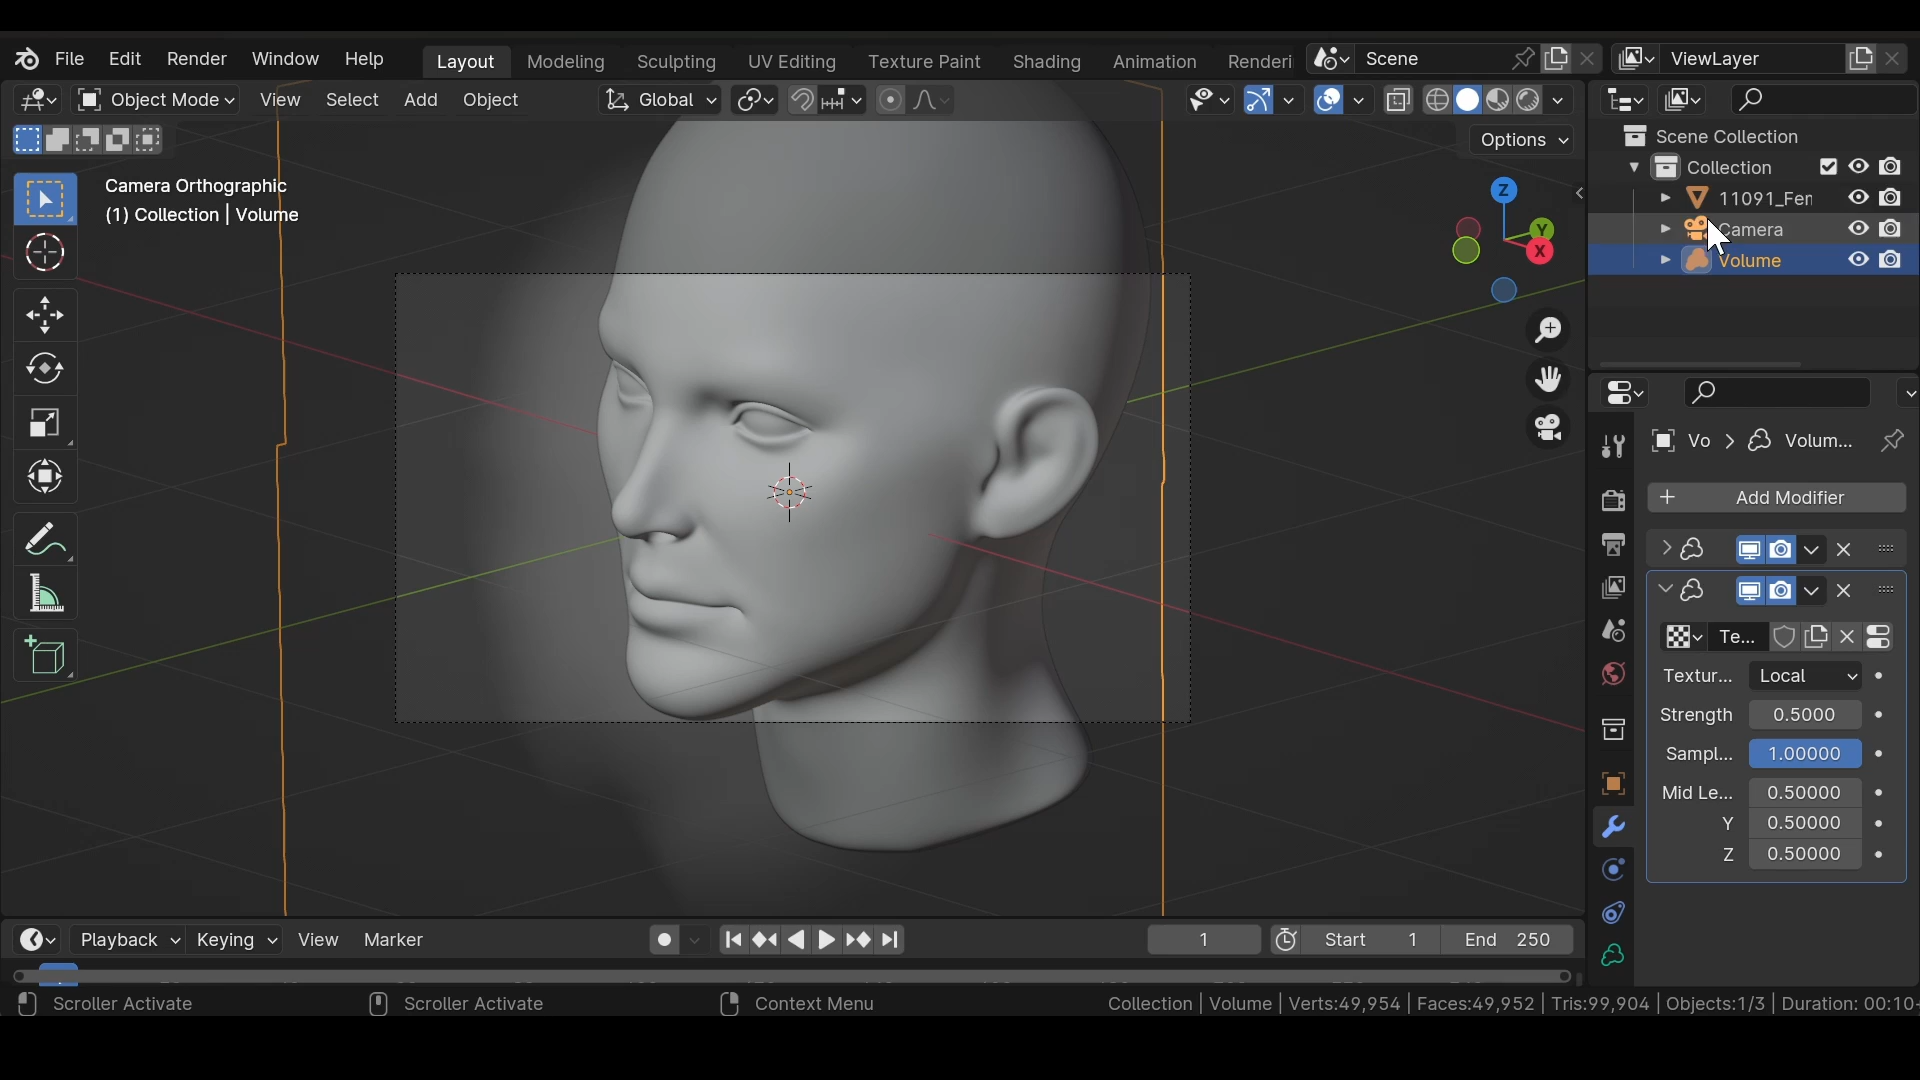 File Edit Render Window Help Layout Modeling Sculpting UV Editing Texture Paint Shading Animation Renderi Scene ViewLayer
Object Mode View Select Add Object Global
Options
Camera Orthographic
(1) Collection | Volume
Z
Y
X
Scene Collection
Collection
11091_Fem
Camera
Volume
Vo > Volum...
Add Modifier
Te...
Textur... Local
Strength 0.5000
Sampl... 1.00000
Mid Le... 0.50000
Y 0.50000
Z 0.50000
Playback Keying View Marker 1 Start 1 End 250
Scroller Activate Scroller Activate Context Menu Collection | Volume | Verts:49,954 | Faces:49,952 | Tris:99,904 | Objects:1/3 | Duration: 00:10